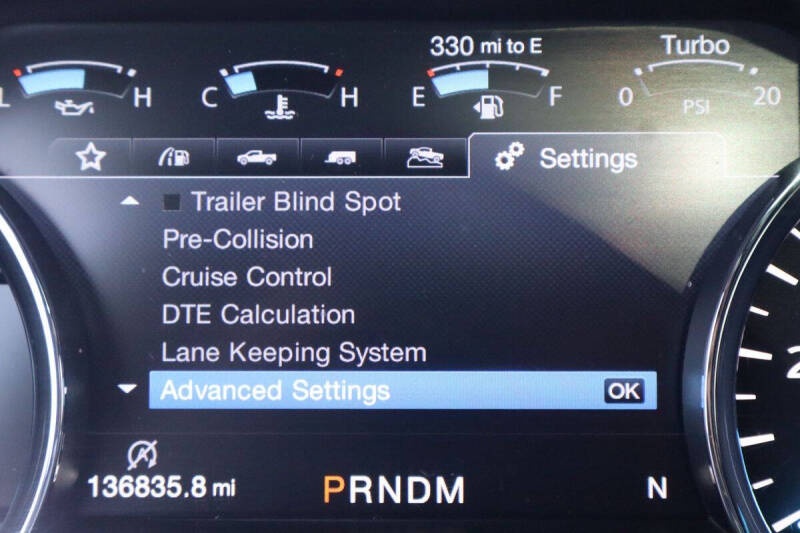 330 mi to E
Turbo
L H C H E F 0 PSI 20
Settings
Trailer Blind Spot
Pre-Collision
Cruise Control
DTE Calculation
Lane Keeping System
Advanced Settings OK
A
136835.8 mi PRNDM N
2